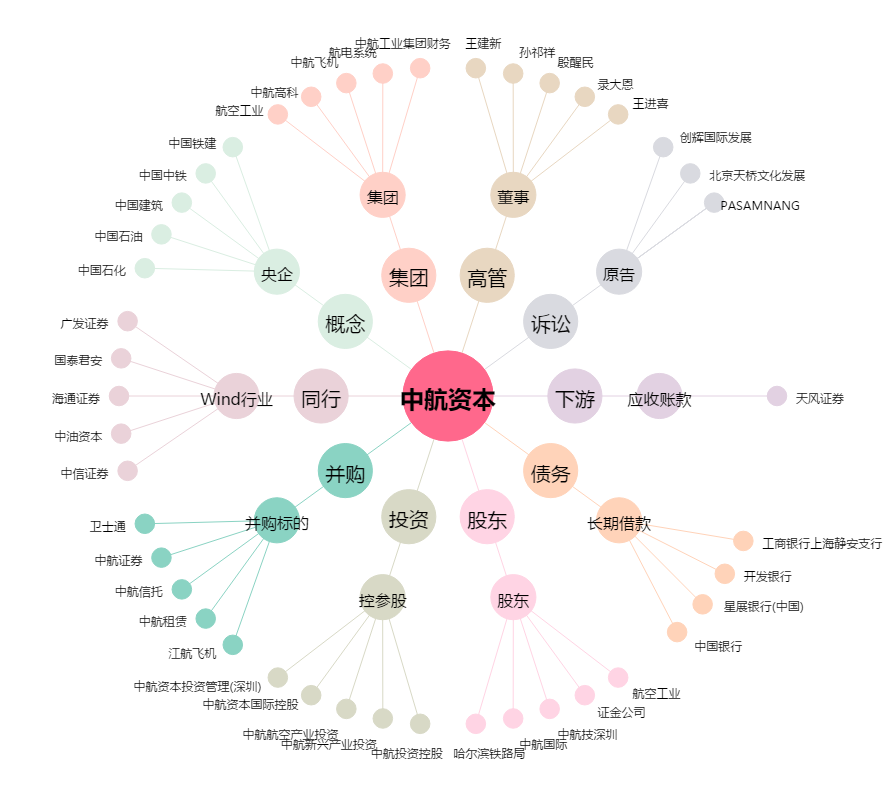 中航工业集团财务
王建新
航电系统
孙祁祥
中航飞机
殷醒民
录大恩
中航高科
王进喜
航空工业
创辉国际发展
中国铁建
北京天桥文化发展
中国中铁
PASAMNANG
中国建筑
集团
董事
中国石油
中国石化
央企
集团
高管
原告
概念
诉讼
广发证券
国泰君安
海通证券
Wind行业
同行
中航资本
下游
应收账款
天风证券
中油资本
中信证券
并购
债务
卫士通
并购标的
投资
股东
长期借款
工商银行上海静安支行
中航证券
开发银行
中航信托
控参股
股东
星展银行(中国)
中航租赁
中国银行
江航飞机
中航资本投资管理(深圳)
航空工业
中航资本国际控股
证金公司
中航航空产业投资
中航技深圳
中航新兴产业投资
中航国际
中航投资控股
哈尔滨铁路局